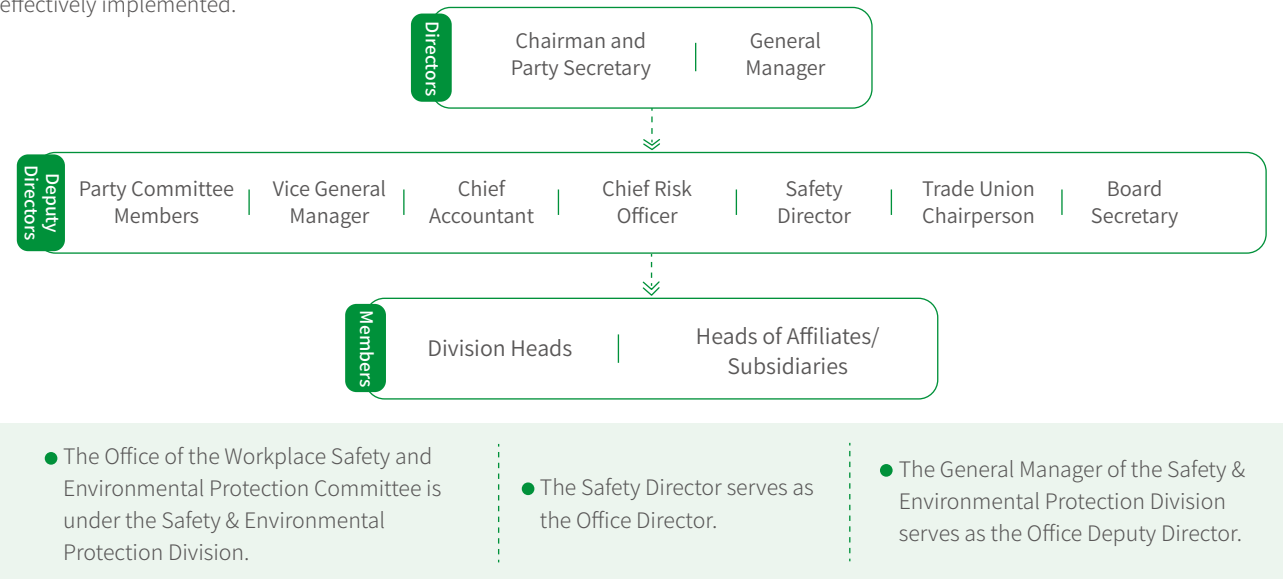 effectively implemented.
Directors
Chairman and
Party Secretary
General
Manager
Deputy
Directors
Party Committee
Members
Vice General
Manager
Chief
Accountant
Chief Risk
Officer
Safety
Director
Trade Union
Chairperson
Board
Secretary
Members
Division Heads
Heads of Affiliates/
Subsidiaries
The Office of the Workplace Safety and
Environmental Protection Committee is
under the Safety & Environmental
Protection Division.
The Safety Director serves as
the Office Director.
The General Manager of the Safety &
Environmental Protection Division
serves as the Office Deputy Director.